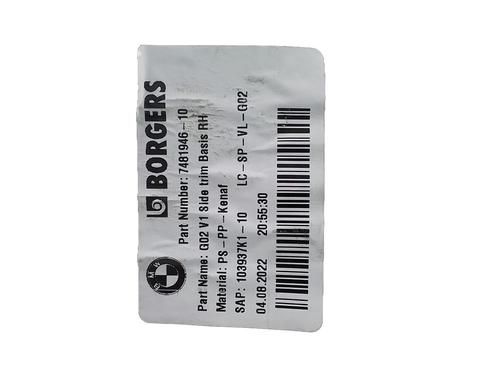 BORGERS
Part Number: 7481946-10
BMW
Part Name: G02 V1 Side trim Basis RH
Material: PS-PP-Kenaf
SAP: 103937K1-10 LC-SP-VL-G02
04.08.2022 20:55:30